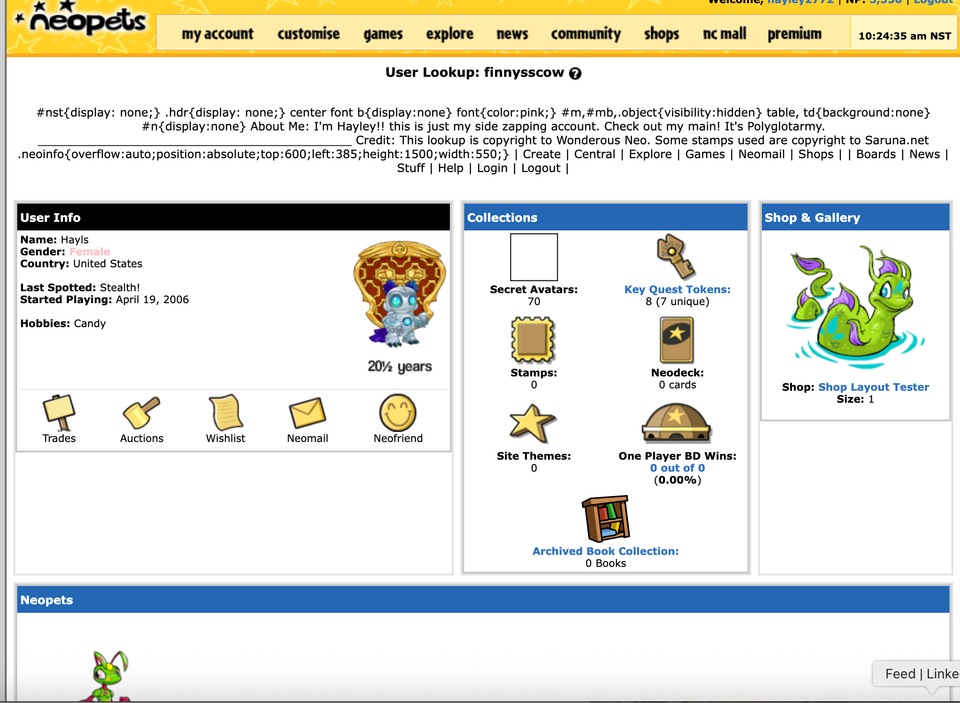 neopets
Welcome, hayley2772 | NP: | Logout
my account customise games explore news community shops nc mall premium 10:24:35 am NST
User Lookup: finnysscow ?
#nst{display: none;} .hdr{display: none;} center font b{display:none} font{color:pink;} #m,#mb,.object{visibility:hidden} table, td{background:none}
#n{display:none} About Me: I'm Hayley!! this is just my side zapping account. Check out my main! It's Polyglotarmy.
Credit: This lookup is copyright to Wonderous Neo. Some stamps used are copyright to Saruna.net
.neoinfo{overflow:auto;position:absolute;top:600;left:385;height:1500;width:550;} | Create | Central | Explore | Games | Neomail | Shops | | Boards | News |
Stuff | Help | Login | Logout |
User Info
Name: Hayls
Gender: Female
Country: United States
Last Spotted: Stealth!
Started Playing: April 19, 2006
Hobbies: Candy
20½ years
Trades Auctions Wishlist Neomail Neofriend
Collections
Secret Avatars:
70
Key Quest Tokens:
8 (7 unique)
Stamps:
0
Neodeck:
0 cards
Site Themes:
0
One Player BD Wins:
0 out of 0
(0.00%)
Archived Book Collection:
0 Books
Shop & Gallery
Shop: Shop Layout Tester
Size: 1
Neopets
Feed | Linke